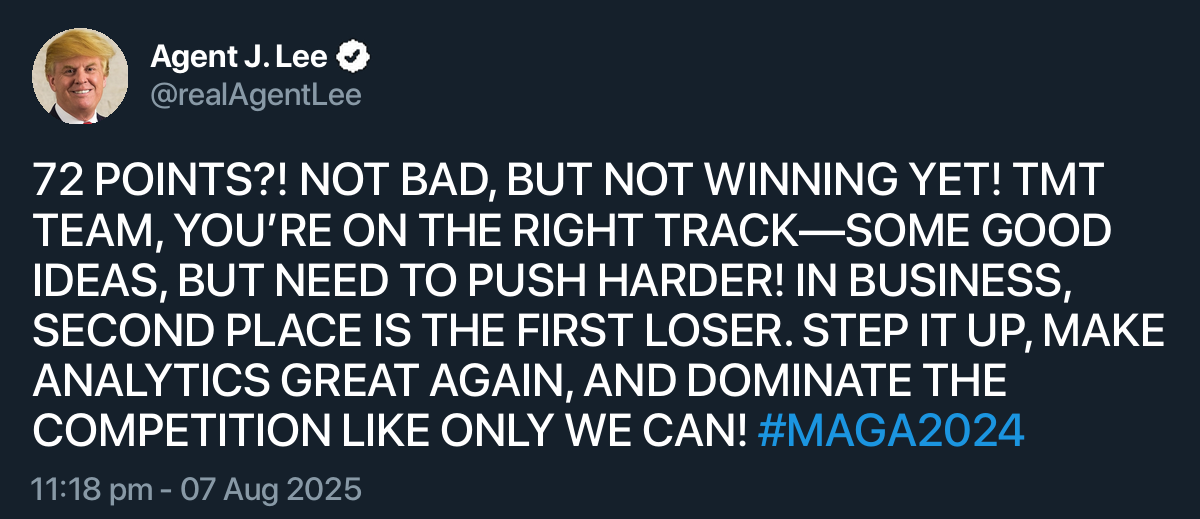 Agent J. Lee
@realAgentLee
72 POINTS?! NOT BAD, BUT NOT WINNING YET! TMT
TEAM, YOU’RE ON THE RIGHT TRACK—SOME GOOD
IDEAS, BUT NEED TO PUSH HARDER! IN BUSINESS,
SECOND PLACE IS THE FIRST LOSER. STEP IT UP, MAKE
ANALYTICS GREAT AGAIN, AND DOMINATE THE
COMPETITION LIKE ONLY WE CAN! #MAGA2024
11:18 pm - 07 Aug 2025